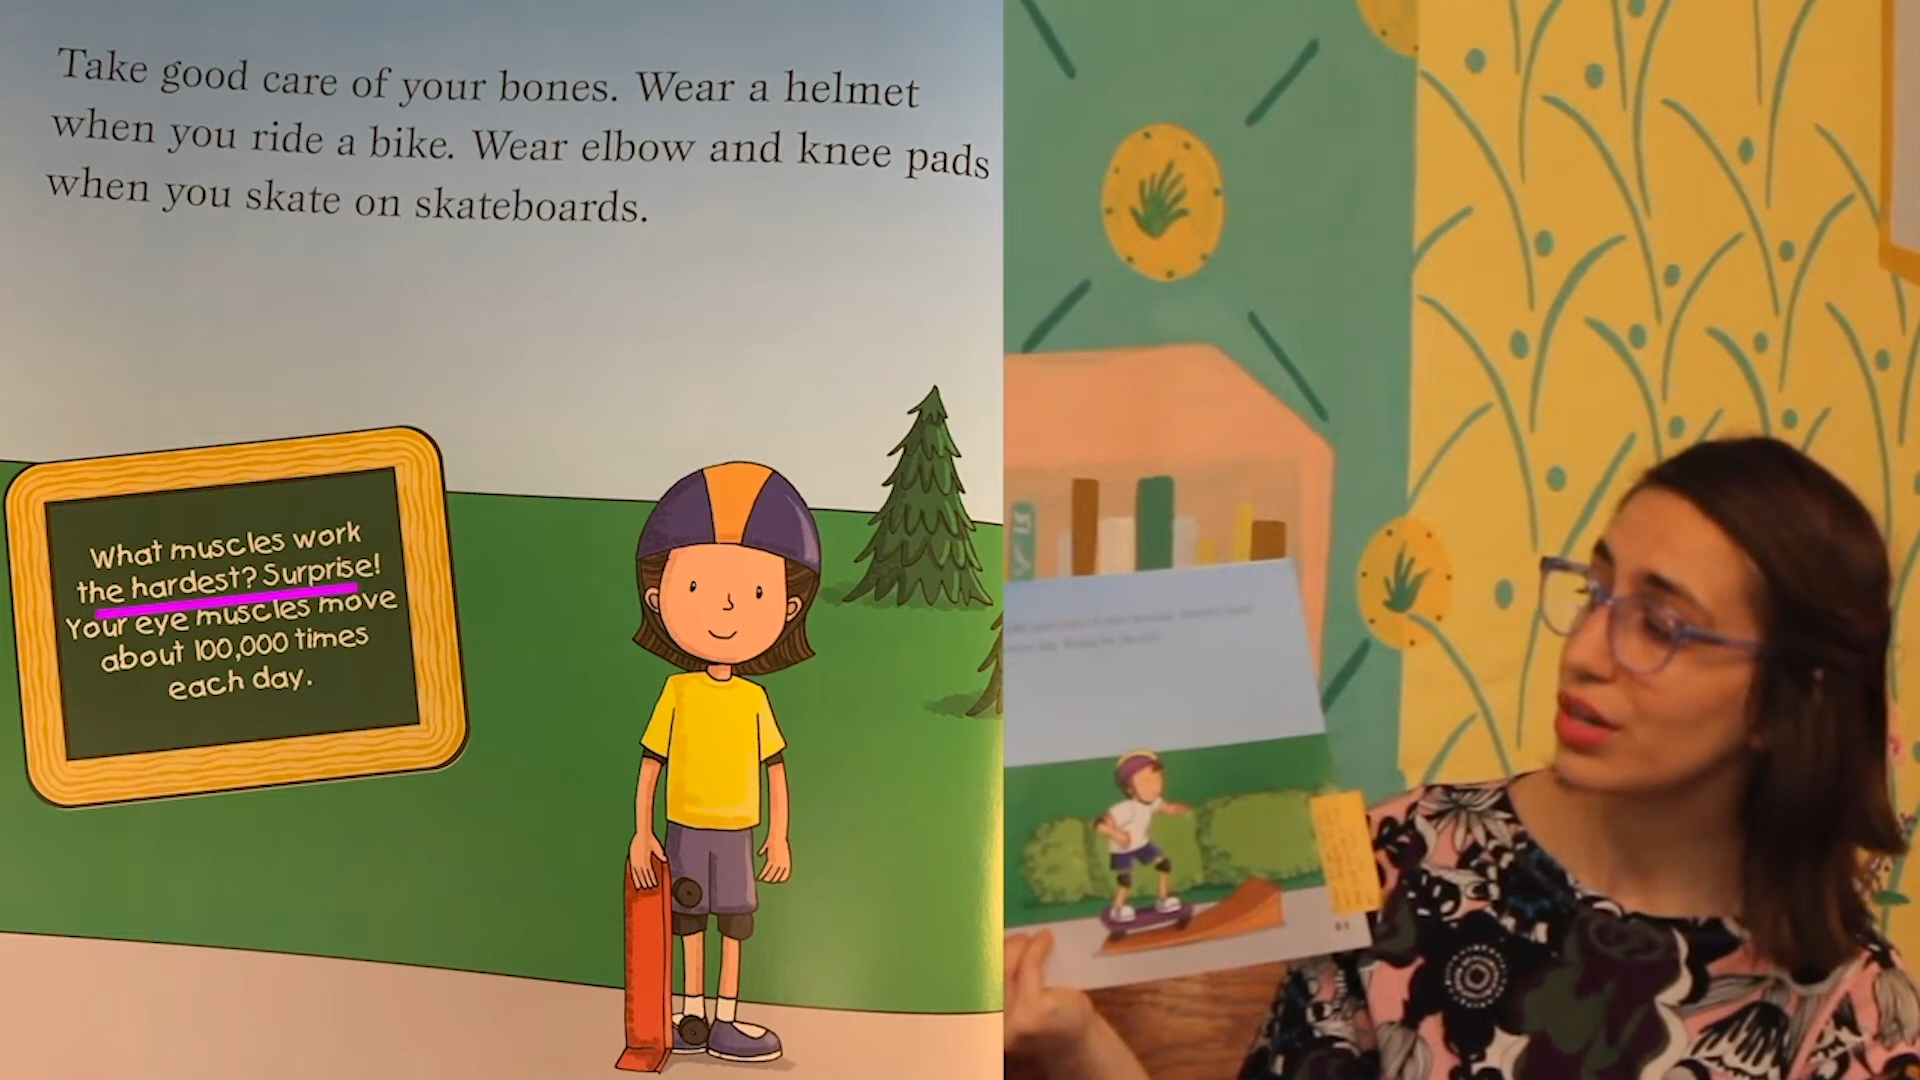 Take good care of your bones. Wear a helmet
when you ride a bike. Wear elbow and knee pads
when you skate on skateboards.
What muscles work
the hardest? Surprise!
Your eye muscles move
about 100,000 times
each day.